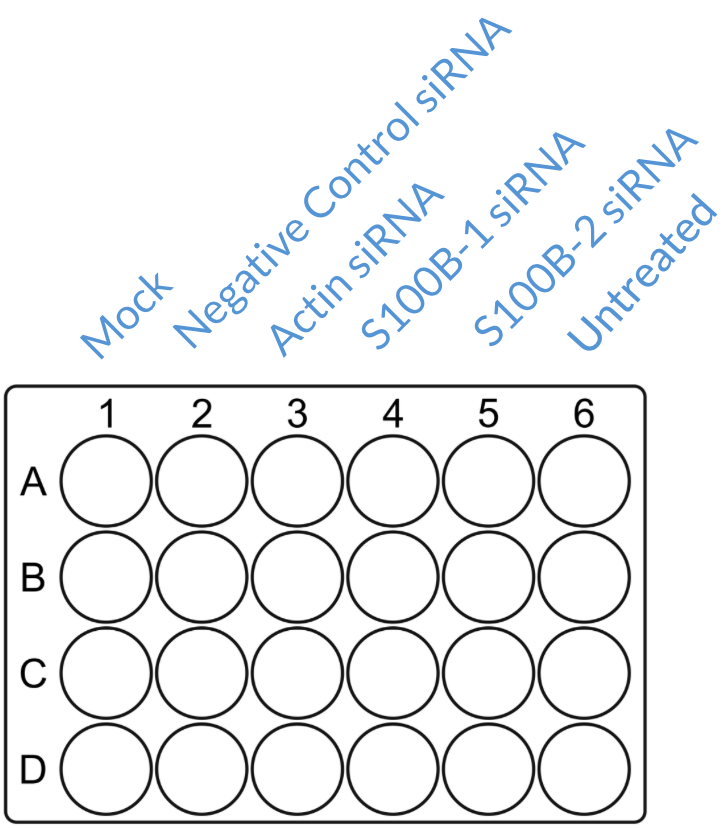 Mock
Negative Control siRNA
Actin siRNA
S100B-1 siRNA
S100B-2 siRNA
Untreated
1 2 3 4 5 6
A
B
C
D